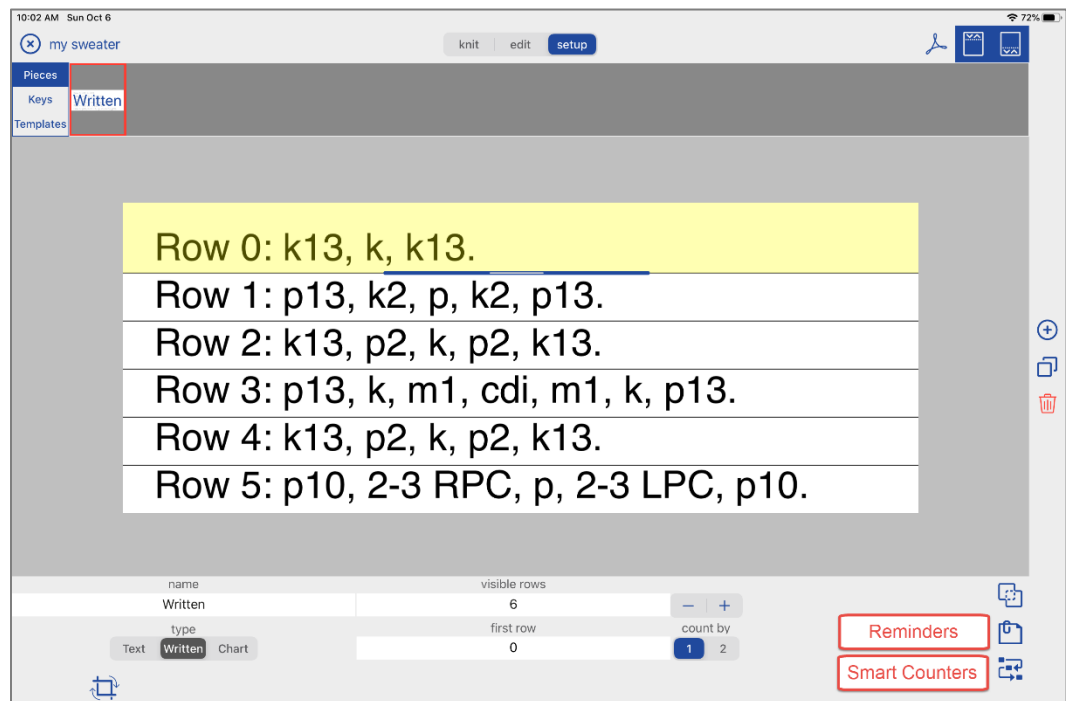 10:02 AM Sun Oct 6 72%
my sweater knit edit setup
Pieces
Keys
Templates
Written
Row 0: k13, k, k13.
Row 1: p13, k2, p, k2, p13.
Row 2: k13, p2, k, p2, k13.
Row 3: p13, k, m1, cdi, m1, k, p13.
Row 4: k13, p2, k, p2, k13.
Row 5: p10, 2-3 RPC, p, 2-3 LPC, p10.
name visible rows
Written 6 − +
type first row count by
Text Written Chart 0 1 2
Reminders
Smart Counters